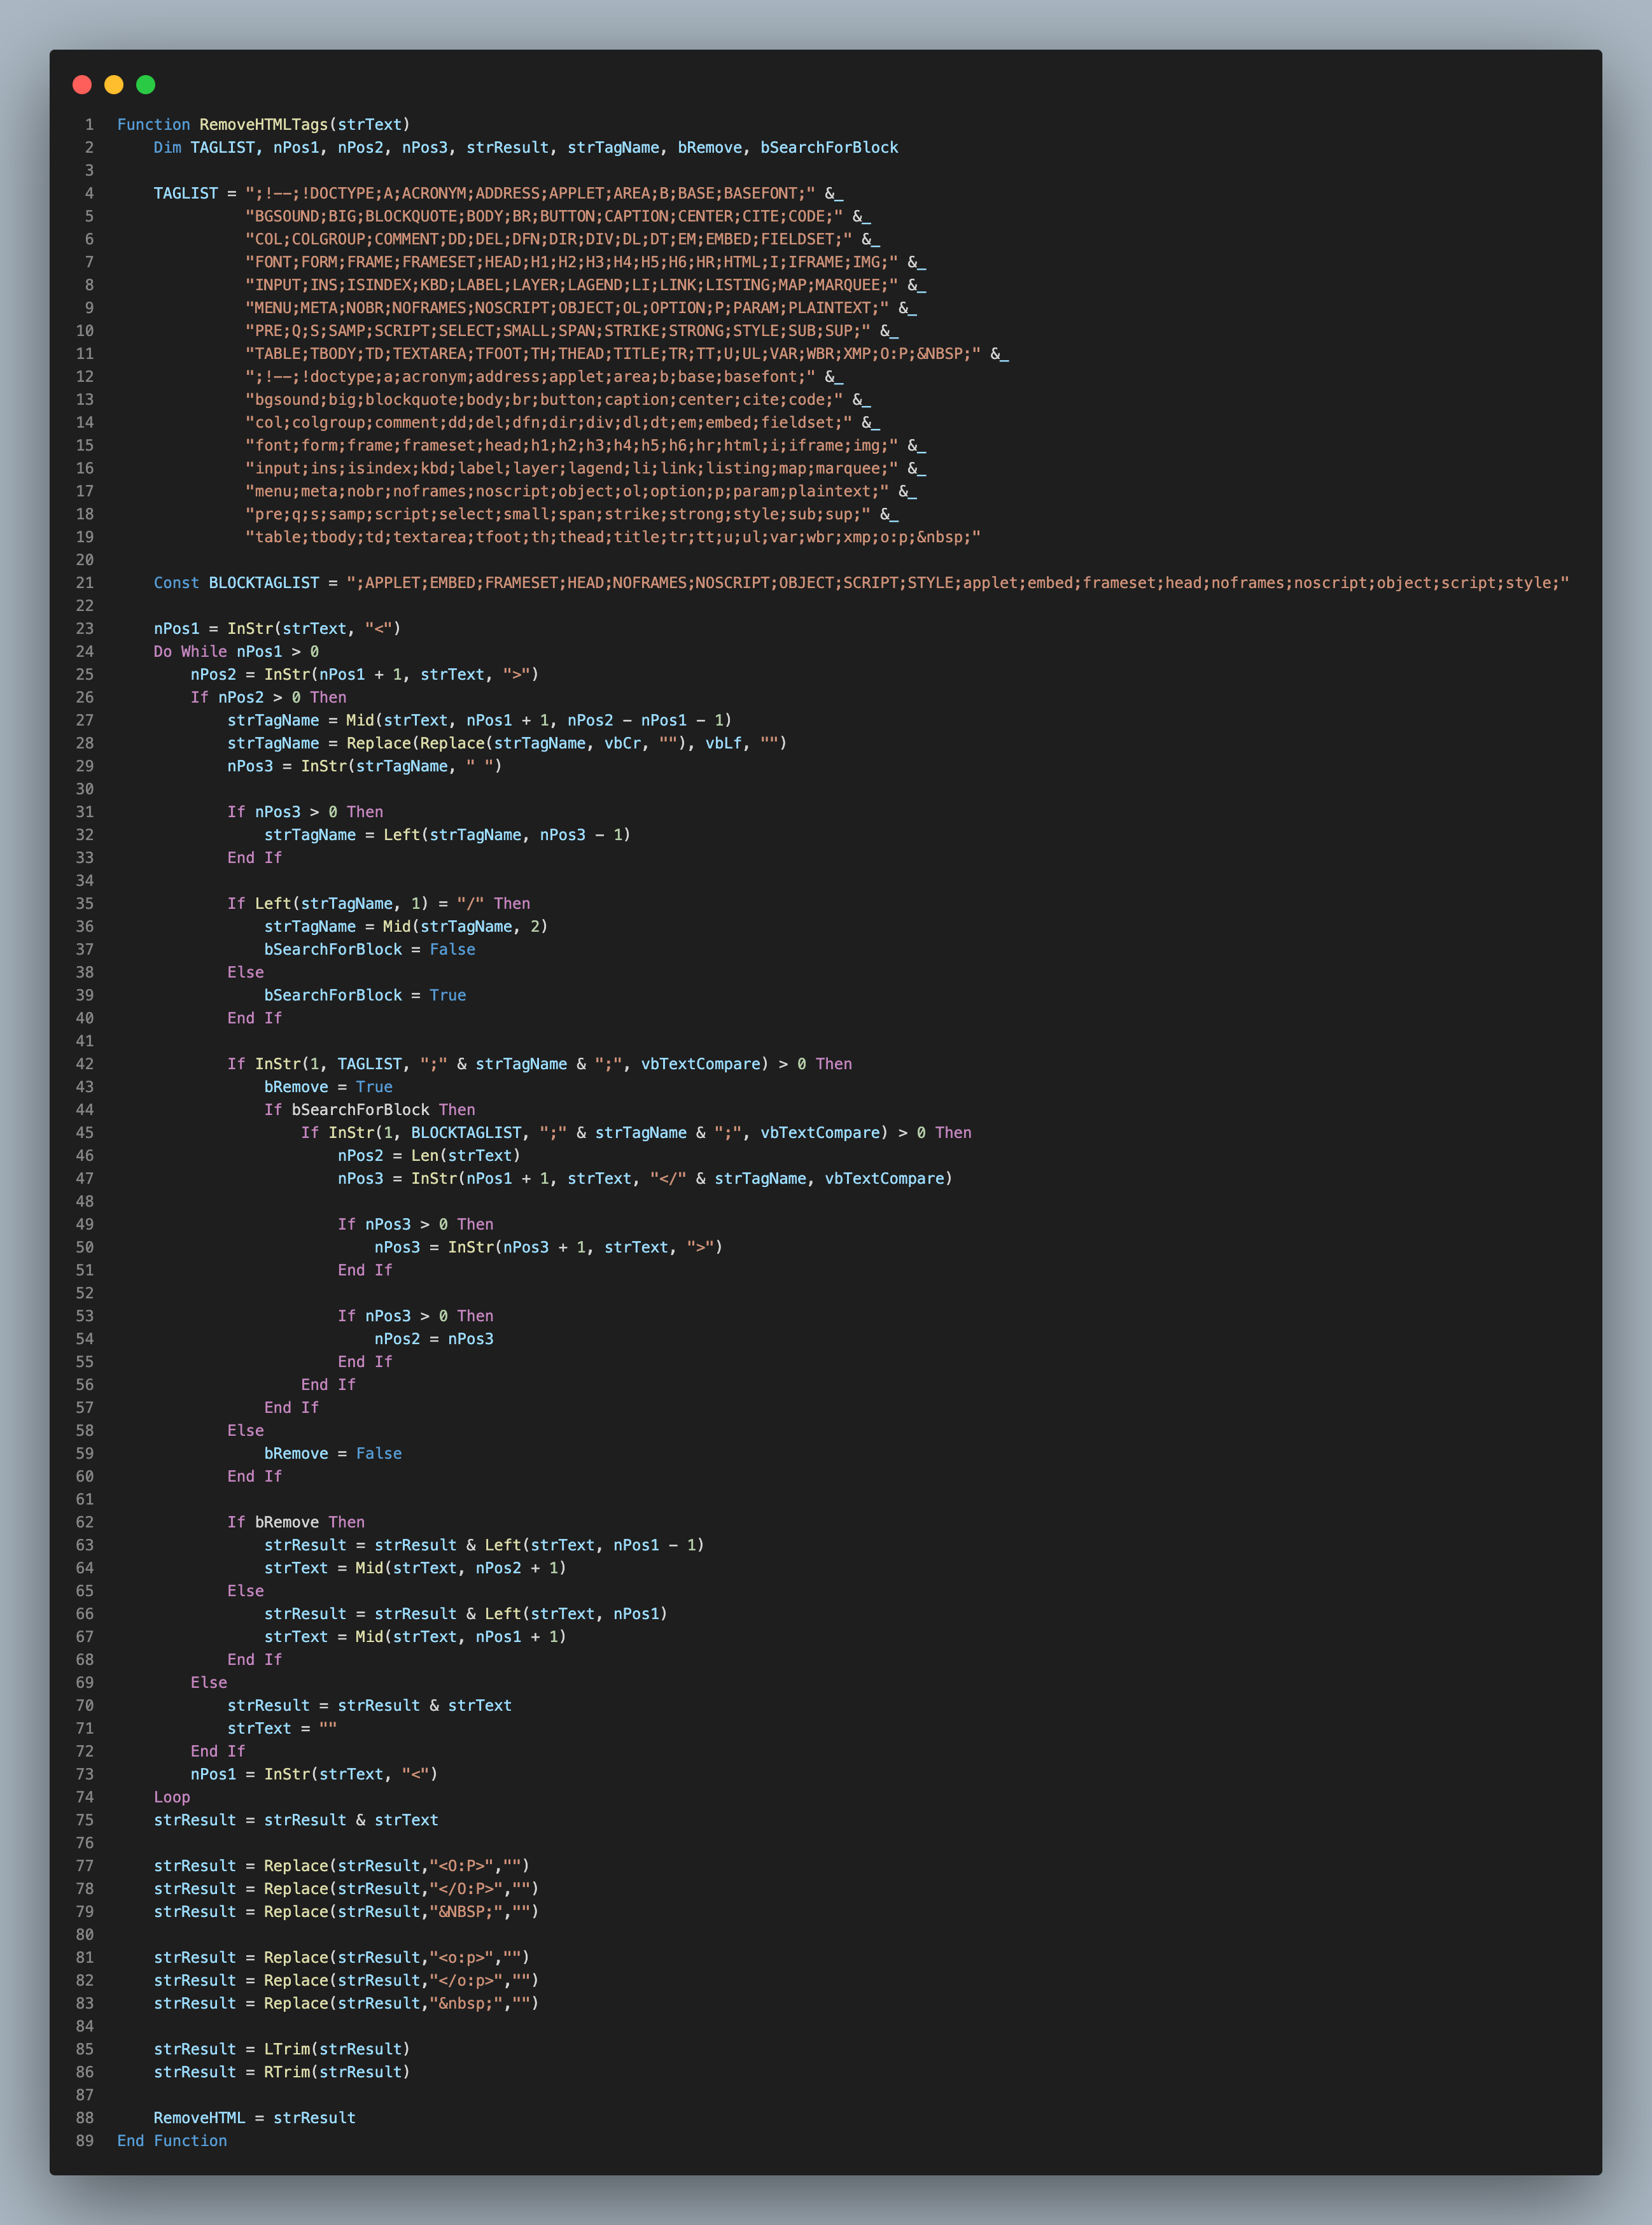 1 Function RemoveHTMLTags(strText)
2 Dim TAGLIST, nPos1, nPos2, nPos3, strResult, strTagName, bRemove, bSearchForBlock
3
4 TAGLIST = ";!--;!DOCTYPE;A;ACRONYM;ADDRESS;APPLET;AREA;B;BASE;BASEFONT;" &_
5 "BGSOUND;BIG;BLOCKQUOTE;BODY;BR;BUTTON;CAPTION;CENTER;CITE;CODE;" &_
6 "COL;COLGROUP;COMMENT;DD;DEL;DFN;DIR;DIV;DL;DT;EM;EMBED;FIELDSET;" &_
7 "FONT;FORM;FRAME;FRAMESET;HEAD;H1;H2;H3;H4;H5;H6;HR;HTML;I;IFRAME;IMG;" &_
8 "INPUT;INS;ISINDEX;KBD;LABEL;LAYER;LAGEND;LI;LINK;LISTING;MAP;MARQUEE;" &_
9 "MENU;META;NOBR;NOFRAMES;NOSCRIPT;OBJECT;OL;OPTION;P;PARAM;PLAINTEXT;" &_
10 "PRE;Q;S;SAMP;SCRIPT;SELECT;SMALL;SPAN;STRIKE;STRONG;STYLE;SUB;SUP;" &_
11 "TABLE;TBODY;TD;TEXTAREA;TFOOT;TH;THEAD;TITLE;TR;TT;U;UL;VAR;WBR;XMP;O:P;&NBSP;" &_
12 ";!--;!doctype;a;acronym;address;applet;area;b;base;basefont;" &_
13 "bgsound;big;blockquote;body;br;button;caption;center;cite;code;" &_
14 "col;colgroup;comment;dd;del;dfn;dir;div;dl;dt;em;embed;fieldset;" &_
15 "font;form;frame;frameset;head;h1;h2;h3;h4;h5;h6;hr;html;i;iframe;img;" &_
16 "input;ins;isindex;kbd;label;layer;lagend;li;link;listing;map;marquee;" &_
17 "menu;meta;nobr;noframes;noscript;object;ol;option;p;param;plaintext;" &_
18 "pre;q;s;samp;script;select;small;span;strike;strong;style;sub;sup;" &_
19 "table;tbody;td;textarea;tfoot;th;thead;title;tr;tt;u;ul;var;wbr;xmp;o:p;&nbsp;"
20
21 Const BLOCKTAGLIST = ";APPLET;EMBED;FRAMESET;HEAD;NOFRAMES;NOSCRIPT;OBJECT;SCRIPT;STYLE;applet;embed;frameset;head;noframes;noscript;object;script;style;"
22
23 nPos1 = InStr(strText, "<")
24 Do While nPos1 > 0
25 nPos2 = InStr(nPos1 + 1, strText, ">")
26 If nPos2 > 0 Then
27 strTagName = Mid(strText, nPos1 + 1, nPos2 - nPos1 - 1)
28 strTagName = Replace(Replace(strTagName, vbCr, ""), vbLf, "")
29 nPos3 = InStr(strTagName, " ")
30
31 If nPos3 > 0 Then
32 strTagName = Left(strTagName, nPos3 - 1)
33 End If
34
35 If Left(strTagName, 1) = "/" Then
36 strTagName = Mid(strTagName, 2)
37 bSearchForBlock = False
38 Else
39 bSearchForBlock = True
40 End If
41
42 If InStr(1, TAGLIST, ";" & strTagName & ";", vbTextCompare) > 0 Then
43 bRemove = True
44 If bSearchForBlock Then
45 If InStr(1, BLOCKTAGLIST, ";" & strTagName & ";", vbTextCompare) > 0 Then
46 nPos2 = Len(strText)
47 nPos3 = InStr(nPos1 + 1, strText, "</" & strTagName, vbTextCompare)
48
49 If nPos3 > 0 Then
50 nPos3 = InStr(nPos3 + 1, strText, ">")
51 End If
52
53 If nPos3 > 0 Then
54 nPos2 = nPos3
55 End If
56 End If
57 End If
58 Else
59 bRemove = False
60 End If
61
62 If bRemove Then
63 strResult = strResult & Left(strText, nPos1 - 1)
64 strText = Mid(strText, nPos2 + 1)
65 Else
66 strResult = strResult & Left(strText, nPos1)
67 strText = Mid(strText, nPos1 + 1)
68 End If
69 Else
70 strResult = strResult & strText
71 strText = ""
72 End If
73 nPos1 = InStr(strText, "<")
74 Loop
75 strResult = strResult & strText
76
77 strResult = Replace(strResult,"<O:P>","")
78 strResult = Replace(strResult,"</O:P>","")
79 strResult = Replace(strResult,"&NBSP;","")
80
81 strResult = Replace(strResult,"<o:p>","")
82 strResult = Replace(strResult,"</o:p>","")
83 strResult = Replace(strResult,"&nbsp;","")
84
85 strResult = LTrim(strResult)
86 strResult = RTrim(strResult)
87
88 RemoveHTML = strResult
89 End Function